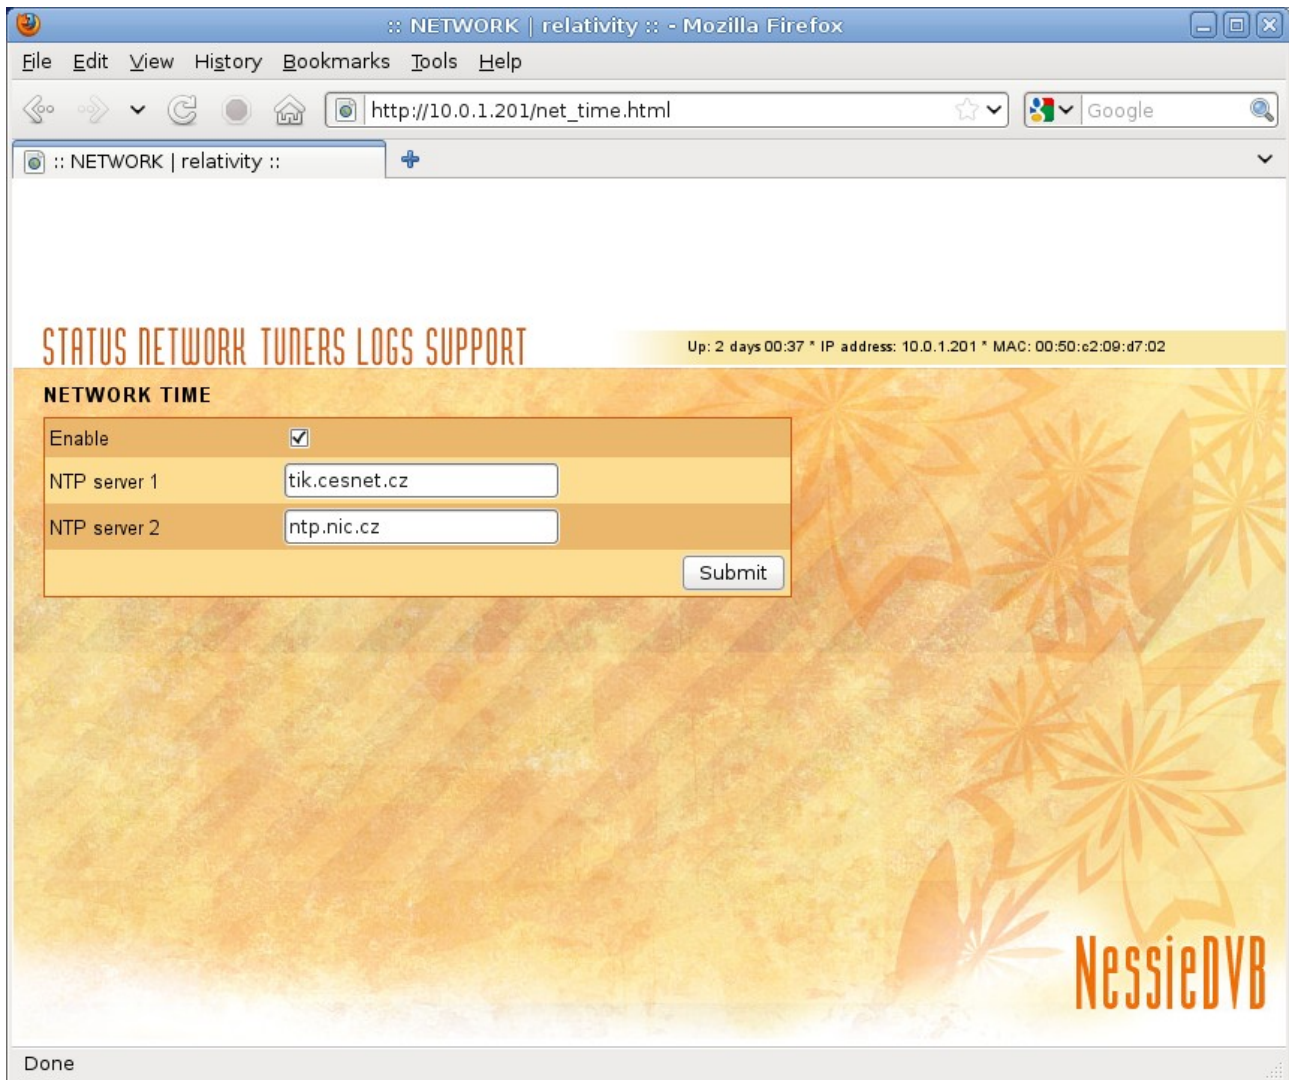 :: NETWORK | relativity :: - Mozilla Firefox
File Edit View History Bookmarks Tools Help
http://10.0.1.201/net_time.html Google
:: NETWORK | relativity ::
STATUS NETWORK TUNERS LOGS SUPPORT
Up: 2 days 00:37 * IP address: 10.0.1.201 * MAC: 00:50:c2:09:d7:02
NETWORK TIME
Enable
NTP server 1 tik.cesnet.cz
NTP server 2 ntp.nic.cz
Submit
NessieDVB
Done